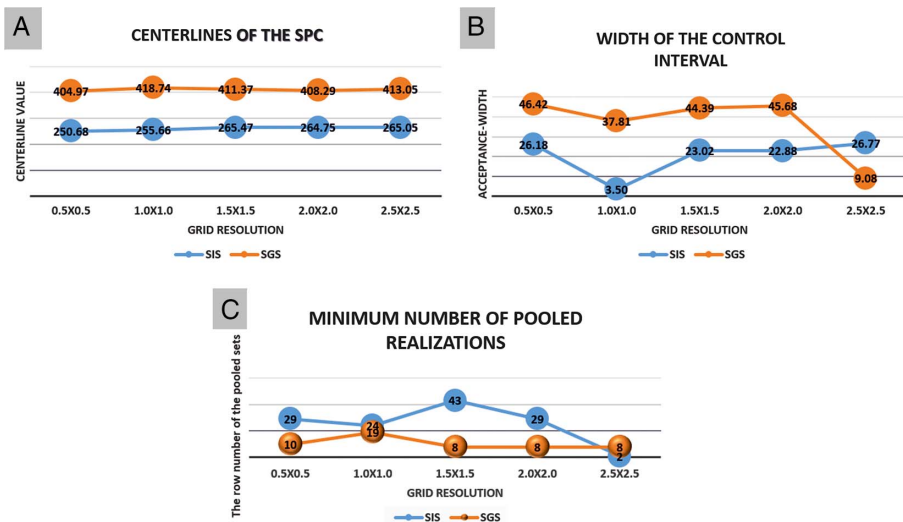 A
CENTERLINES OF THE SPC
CENTERLINE VALUE
404.97 418.74 411.37 408.29 413.05
250.68 255.66 265.47 264.75 265.05
0.5X0.5 1.0X1.0 1.5X1.5 2.0X2.0 2.5X2.5
GRID RESOLUTION
SIS SGS
B
WIDTH OF THE CONTROL
INTERVAL
ACCEPTANCE-WIDTH
46.42 37.81 44.39 45.68 9.08
26.18 3.50 23.02 22.88 26.77
0.5X0.5 1.0X1.0 1.5X1.5 2.0X2.0 2.5X2.5
GRID RESOLUTION
SIS SGS
C
MINIMUM NUMBER OF POOLED
REALIZATIONS
The row number of the pooled sets
29 24 43 29 2
10 19 8 8 8
0.5X0.5 1.0X1.0 1.5X1.5 2.0X2.0 2.5X2.5
GRID RESOLUTION
SIS SGS